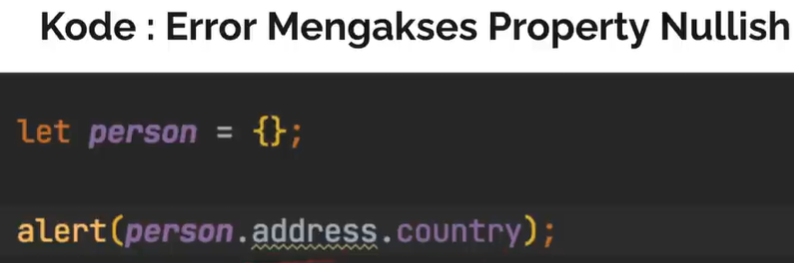 Kode : Error Mengakses Property Nullish
let person = {};
alert(person.address.country);